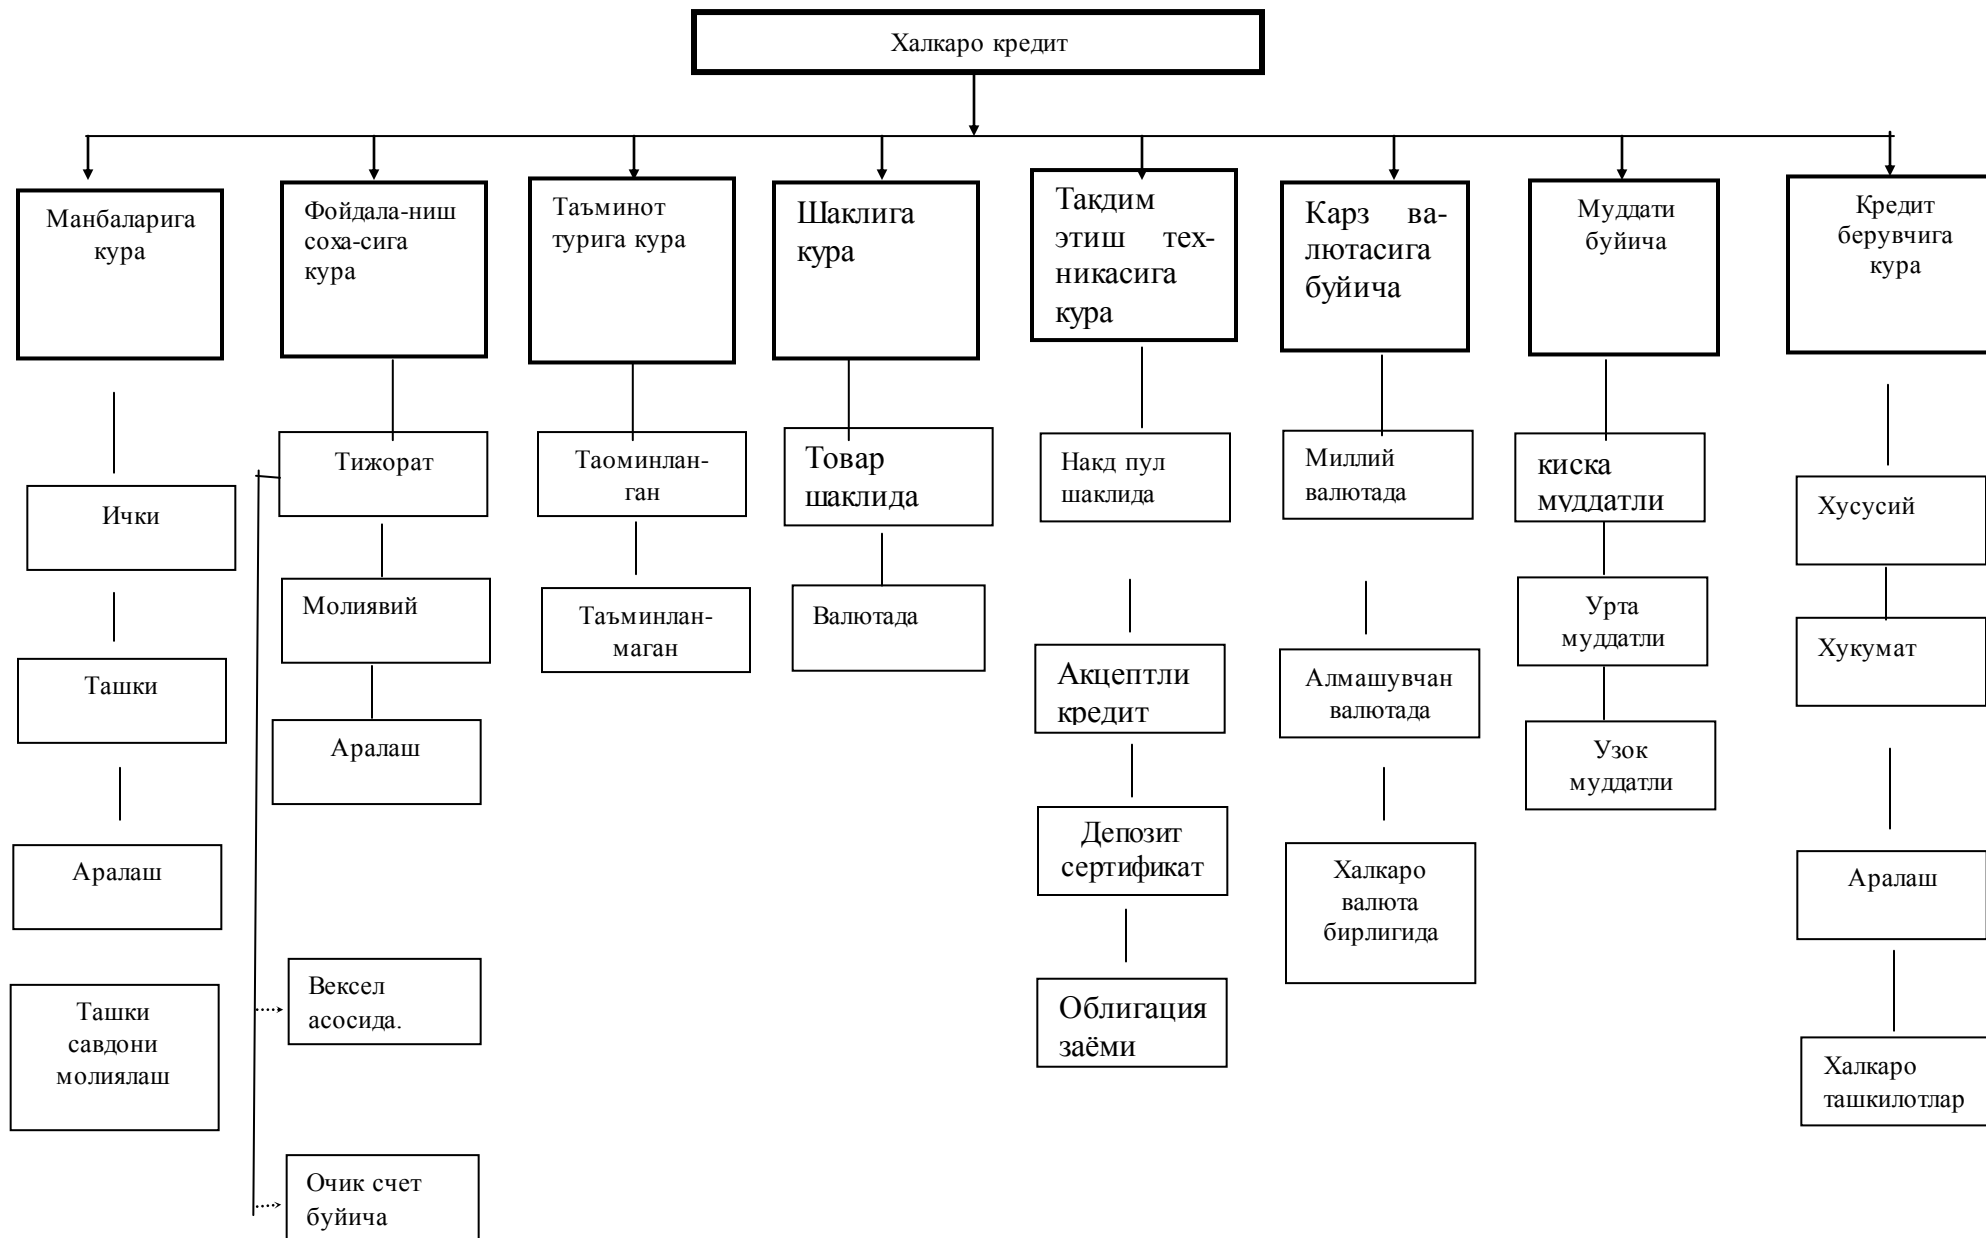 Халкаро кредит
Манбаларига
кура
Фойдала-ниш
соха-сига
кура
Таъминот
турига кура
Шаклига
кура
Такдим
этиш тех-
никасига
кура
Карз ва-
лютасига
буйича
Муддати
буйича
Кредит
берувчига
кура
Ички
Ташки
Аралаш
Ташки
савдони
молиялаш
Тижорат
Молиявий
Аралаш
Вексел
асосида.
Очик счет
буйича
Таоминлан-
ган
Таъминлан-
маган
Товар
шаклида
Валютада
Накд пул
шаклида
Акцептли
кредит
Депозит
сертификат
Облигация
заёми
Миллий
валютада
Алмашувчан
валютада
Халкаро
валюта
бирлигида
киска
муддатли
Урта
муддатли
Узок
муддатли
Хусусий
Хукумат
Аралаш
Халкаро
ташкилотлар